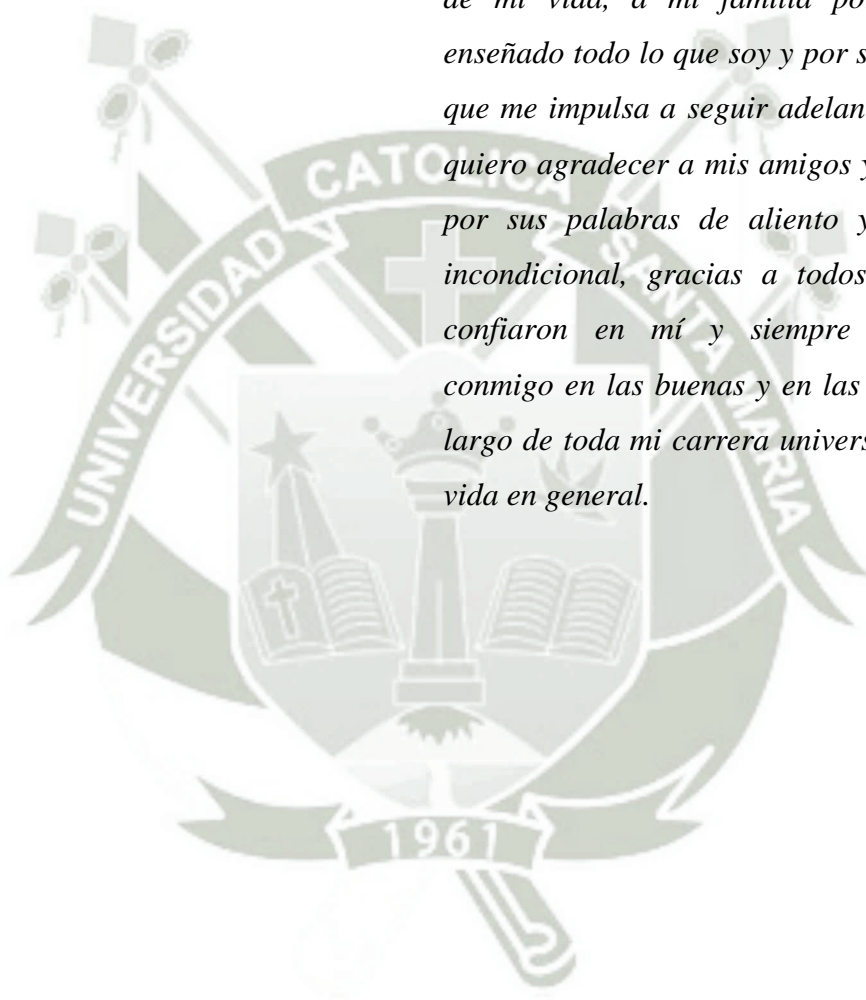 de mi vida, a mi familia po
enseñado todo lo que soy y por s
que me impulsa a seguir adelan
quiero agradecer a mis amigos y
por sus palabras de aliento y
incondicional, gracias a todos
confiaron en mí y siempre
conmigo en las buenas y en las
largo de toda mi carrera univers
vida en general.
UNIVERSIDAD CATOLICA SANTA MARIA
1961